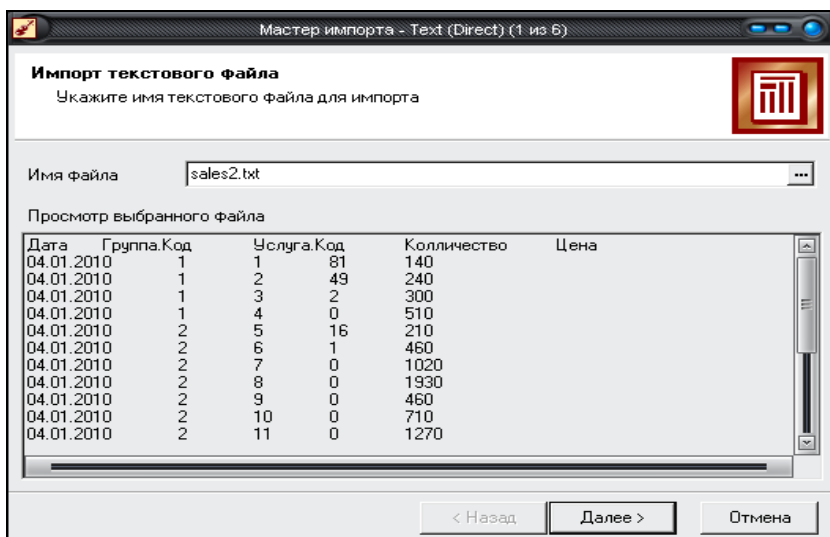 Мастер импорта - Text (Direct) (1 из 6)
Импорт текстового файла
Укажите имя текстового файла для импорта
Имя файла sales2.txt ...
Просмотр выбранного файла
Дата Группа.Код Услуга.Код Колличество Цена
04.01.2010 1 1 81 140
04.01.2010 1 2 49 240
04.01.2010 1 3 2 300
04.01.2010 1 4 0 510
04.01.2010 2 5 16 210
04.01.2010 2 6 1 460
04.01.2010 2 7 0 1020
04.01.2010 2 8 0 1930
04.01.2010 2 9 0 460
04.01.2010 2 10 0 710
04.01.2010 2 11 0 1270
< Назад Далее > Отмена